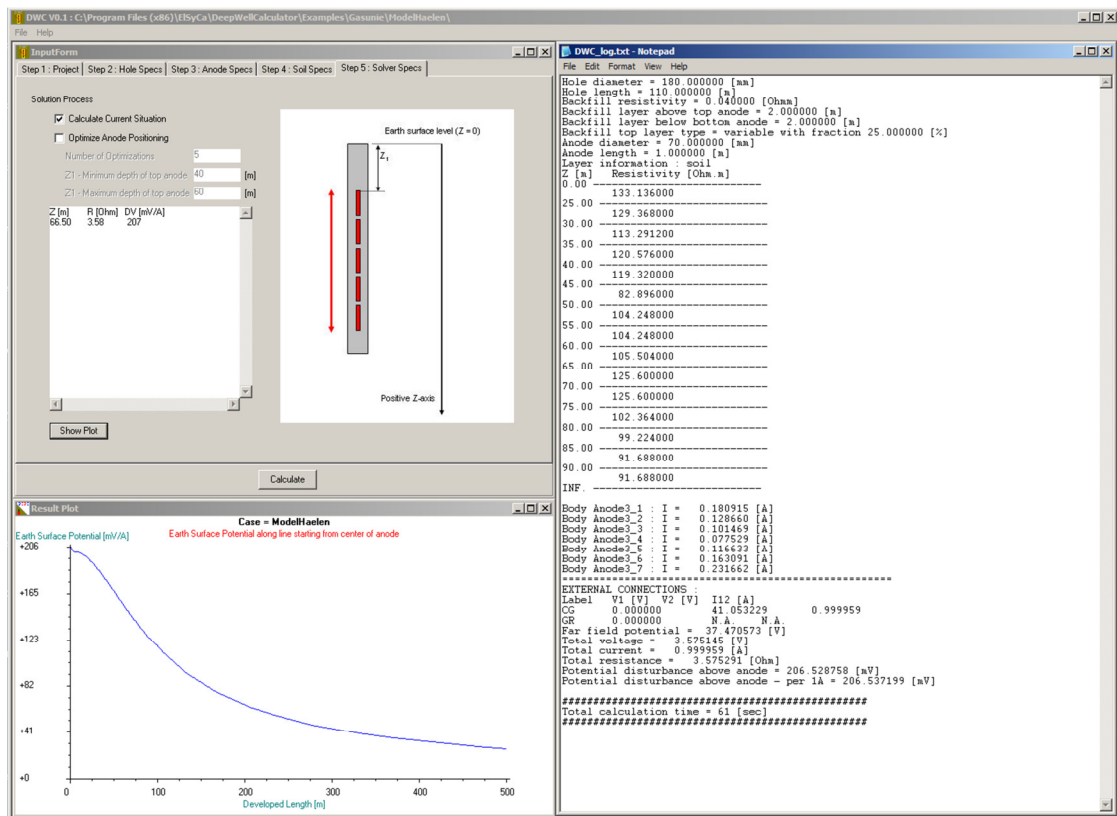 DWC V0.1 : C:\Program Files (x86)\ElSyCa\DeepWellCalculator\Examples\Gasunie\ModelHaelen\
File Help
InputForm
Step 1 : Project Step 2 : Hole Specs Step 3 : Anode Specs Step 4 : Soil Specs Step 5 : Solver Specs
Solution Process
Calculate Current Situation
Optimize Anode Positioning
Number of Optimizations 5
Z1 - Minimum depth of top anode 40 [m]
Z1 - Maximum depth of top anode 60 [m]
Z [m] R [Ohm] DV [mV/A]
66.50 3.58 207
Earth surface level (Z = 0)
Z1
Positive Z-axis
Show Plot
Calculate
Result Plot
Case = ModelHaelen
Earth Surface Potential [mV/A] Earth Surface Potential along line starting from center of anode
+206
+165
+123
+82
+41
+0
0 100 200 300 400 500
Developed Length [m]
DWC_log.txt - Notepad
File Edit Format View Help
Hole diameter = 180.000000 [mm]
Hole length = 110.000000 [m]
Backfill resistivity = 0.040000 [Ohmm]
Backfill layer above top anode = 2.000000 [m]
Backfill layer below bottom anode = 2.000000 [m]
Backfill top layer type = variable with fraction 25.000000 [%]
Anode diameter = 70.000000 [mm]
Anode length = 1.000000 [m]
Layer information : soil
Z [m] Resistivity [Ohm.m]
0.00 ---------------------------
133.136000
25.00 ---------------------------
129.368000
30.00 ---------------------------
113.291200
35.00 ---------------------------
120.576000
40.00 ---------------------------
119.320000
45.00 ---------------------------
82.896000
50.00 ---------------------------
104.248000
55.00 ---------------------------
104.248000
60.00 ---------------------------
105.504000
65.00 ---------------------------
125.600000
70.00 ---------------------------
125.600000
75.00 ---------------------------
102.364000
80.00 ---------------------------
99.224000
85.00 ---------------------------
91.688000
90.00 ---------------------------
91.688000
INF. ---------------------------
Body Anode3_1 : I = 0.180915 [A]
Body Anode3_2 : I = 0.128660 [A]
Body Anode3_3 : I = 0.101469 [A]
Body Anode3_4 : I = 0.077529 [A]
Body Anode3_5 : I = 0.116633 [A]
Body Anode3_6 : I = 0.163091 [A]
Body Anode3_7 : I = 0.231662 [A]
=====================================================
EXTERNAL CONNECTIONS :
Label V1 [V] V2 [V] I12 [A]
CG 0.000000 41.053229 0.999959
GR 0.000000 N.A. N.A.
Far field potential = 37.470573 [V]
Total voltage = 3.575145 [V]
Total current = 0.999959 [A]
Total resistance = 3.575291 [Ohm]
Potential disturbance above anode = 206.528758 [mV]
Potential disturbance above anode - per 1A = 206.537199 [mV]
#################################################
Total calculation time = 61 [sec]
#################################################